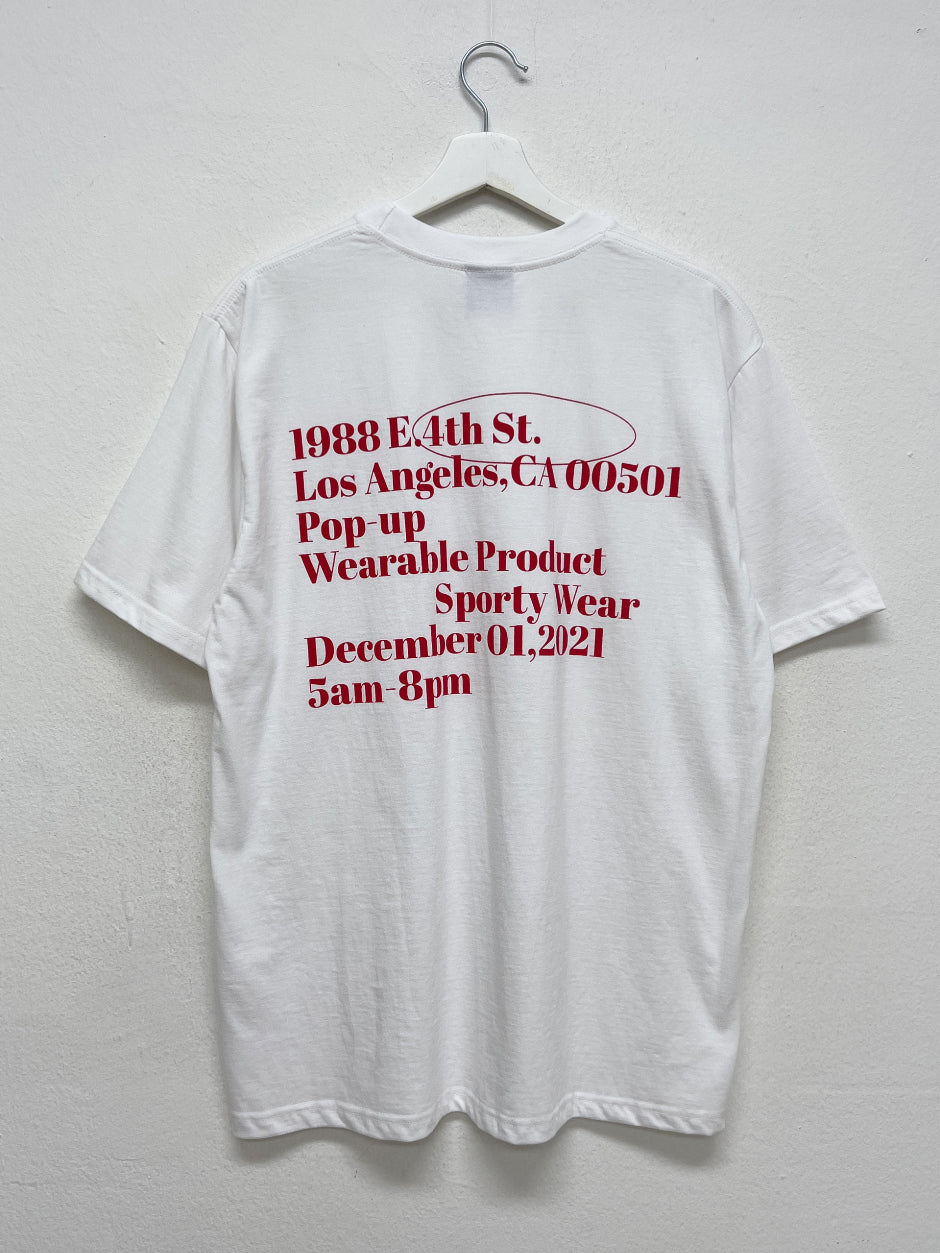 1988 E.4th St.
Los Angeles,CA 00501
Pop-up
Wearable Product
Sporty Wear
December 01,2021
5am-8pm